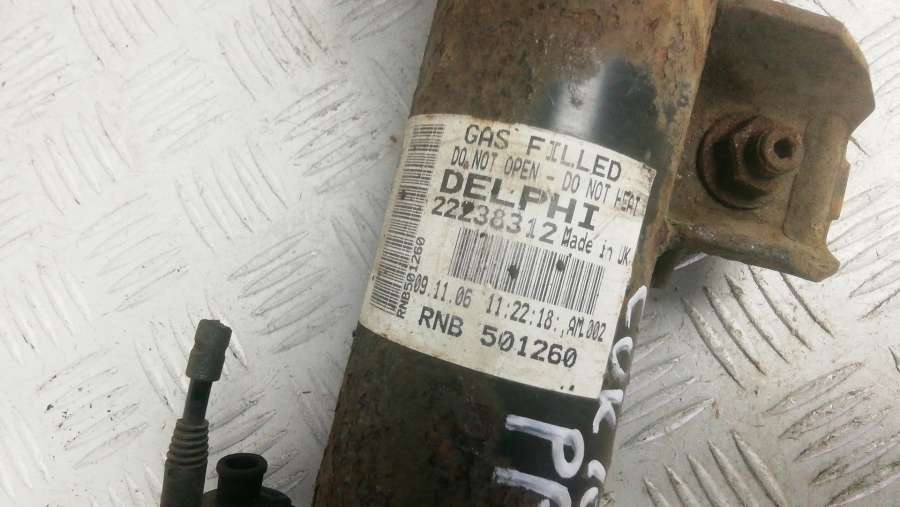 GAS FILLED
DO NOT OPEN - DO NOT HEAT
DELPHI
22238312 Made in UK
RNB501260
09.11.06 11:22:18:,AM.002
RNB 501260